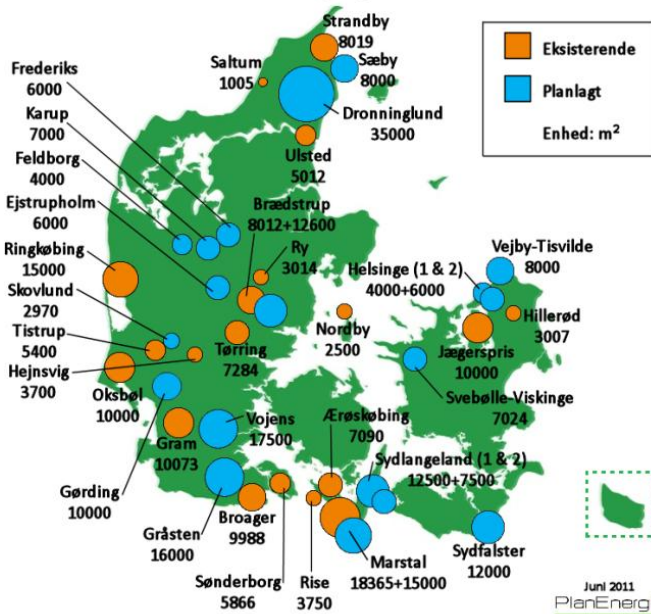 Strandby
8019
Saltum
1005
Sæby
8000
Frederiks
6000
Dronninglund
35000
Karup
7000
Ulsted
5012
Feldborg
4000
Brædstrup
8012+12600
Ejstrupholm
6000
Ry
3014
Ringkøbing
15000
Helsinge (1 & 2)
4000+6000
Vejby-Tisvilde
8000
Skovlund
2970
Nordby
2500
Hillerød
3007
Tistrup
5400
Tørring
7284
Jægerspris
10000
Hejnsvig
3700
Oksbøl
10000
Svebølle-Viskinge
7024
Vojens
17500
Ærøskøbing
7090
Gram
10073
Sydlangeland (1 & 2)
12500+7500
Gørding
10000
Gråsten
16000
Broager
9988
Sønderborg
5866
Rise
3750
Marstal
18365+15000
Sydfalster
12000
Eksisterende
Planlagt
Enhed: m²
Juni 2011
PlanEnergi